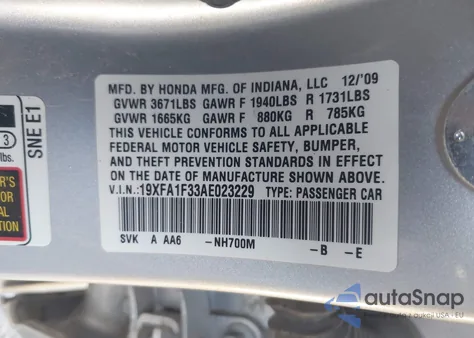 MFD. BY HONDA MFG. OF INDIANA, LLC 12/'09
GVWR 3671LBS GAWR F 1940LBS R 1731LBS
GVWR 1665KG GAWR F 880KG R 785KG
THIS VEHICLE CONFORMS TO ALL APPLICABLE
FEDERAL MOTOR VEHICLE SAFETY, BUMPER,
AND THEFT PREVENTION STANDARDS IN EFFECT
ON THE DATE OF MANUFACTURE SHOWN ABOVE.
V.I.N.:19XFA1F33AE023229 TYPE: PASSENGER CAR
SVK A AA6 -NH700M -B -E
SNE E1
3
lbs.
autaSnap